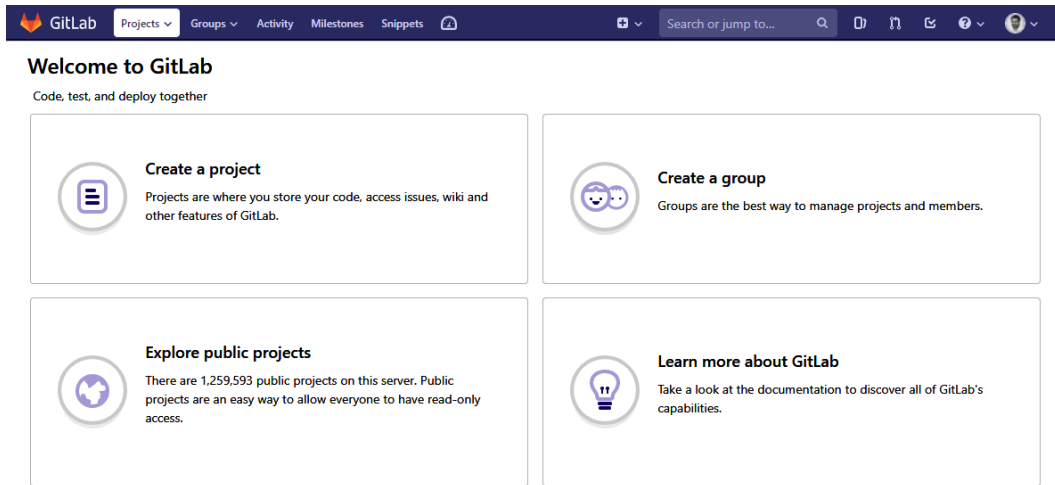 GitLab Projects Groups Activity Milestones Snippets Search or jump to...
Welcome to GitLab
Code, test, and deploy together
Create a project
Projects are where you store your code, access issues, wiki and
other features of GitLab.
Create a group
Groups are the best way to manage projects and members.
Explore public projects
There are 1,259,593 public projects on this server. Public
projects are an easy way to allow everyone to have read-only
access.
Learn more about GitLab
Take a look at the documentation to discover all of GitLab's
capabilities.